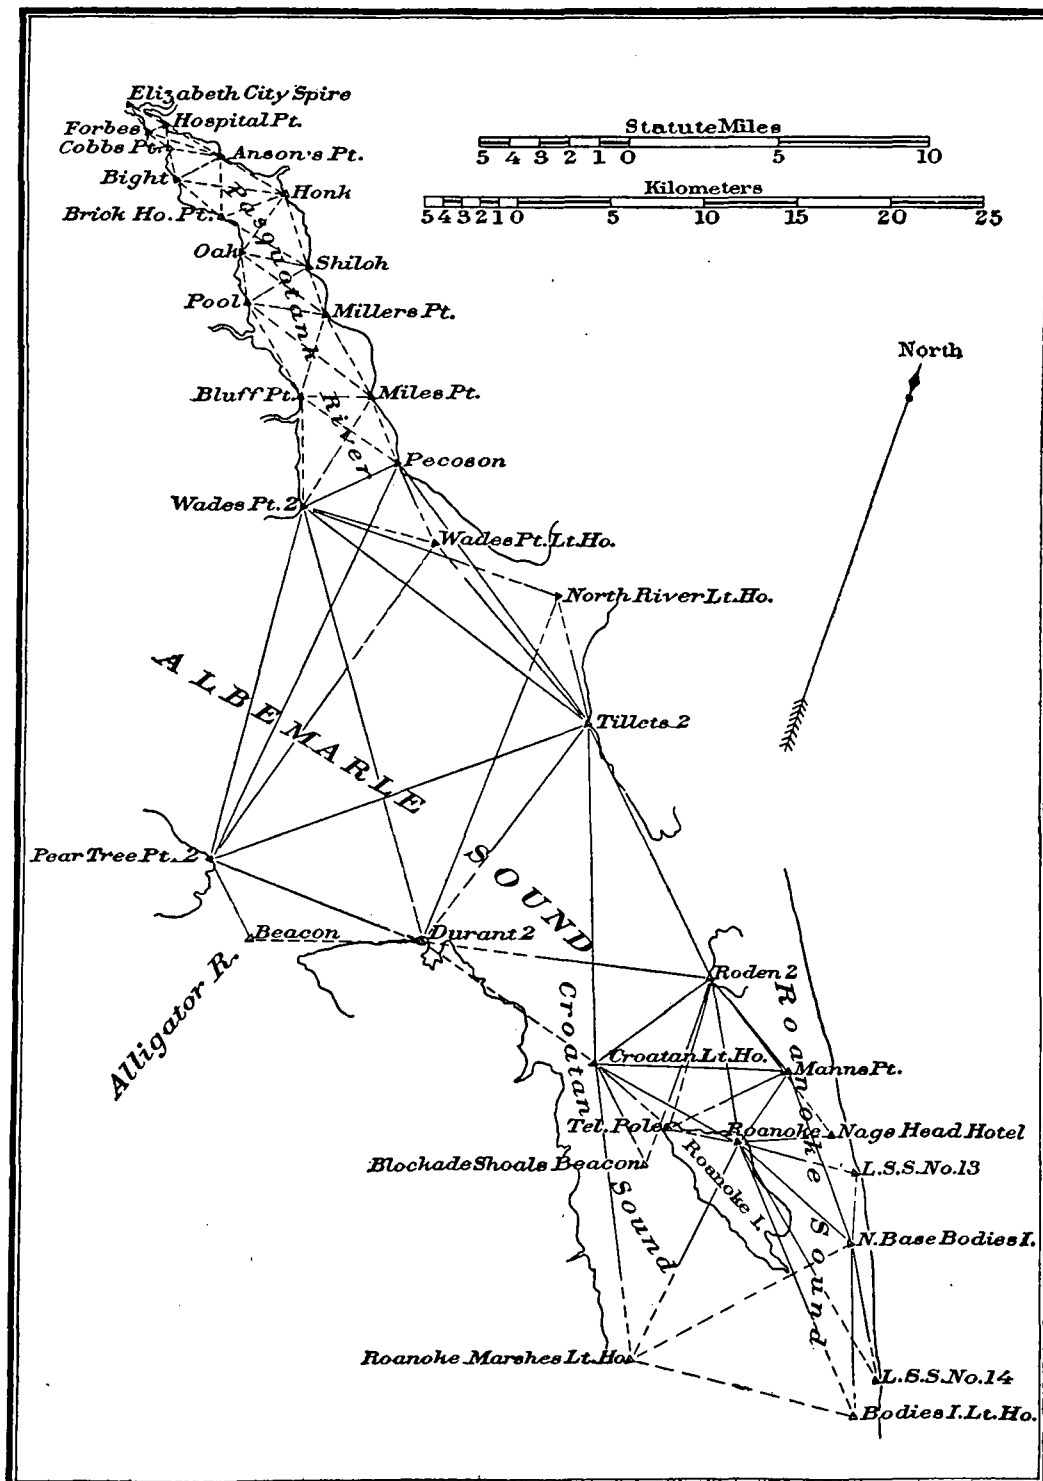 Elizabeth City Spire
Hospital Pt.
Forbes
Cobbs Pt.
Anson's Pt.
Bight
Honk
Brick Ho. Pt.
Oak
Shiloh
Pool
Millers Pt.
Pasquatank
River
Bluff Pt.
Miles Pt.
Pecoson
Wades Pt. 2
Wades Pt. Lt. Ho.
North River Lt. Ho.
Statute Miles
5 4 3 2 1 0 5 10
Kilometers
5 4 3 2 1 0 5 10 15 20 25
North
ALBEMARLE
SOUND
Tillets 2
Pear Tree Pt. 2
Beacon
Durant 2
Alligator R.
Roden 2
Croatan
Sound
Roanoke Sound
Croatan Lt. Ho.
Manns Pt.
Tel. Pole
Roanoke
Nags Head Hotel
Blockade Shoals Beacon
Roanoke I.
L.S.S. No. 13
N. Base Bodies I.
Roanoke Marshes Lt. Ho.
L.S.S. No. 14
Bodies I. Lt. Ho.